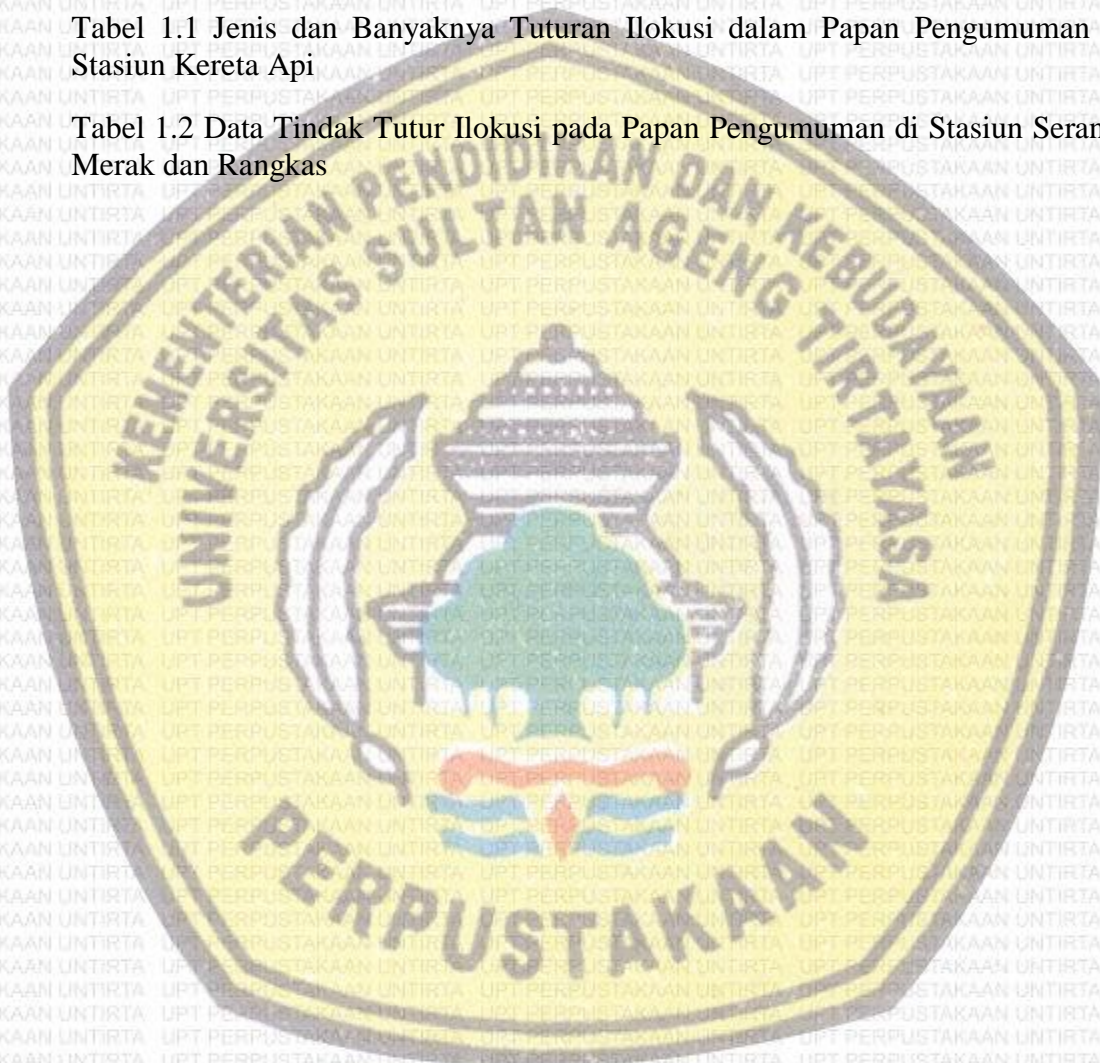 Tabel 1.1 Jenis dan Banyaknya Tuturan Ilokusi dalam Papan Pengumuman
Stasiun Kereta Api
Tabel 1.2 Data Tindak Tutur Ilokusi pada Papan Pengumuman di Stasiun Seran
Merak dan Rangkas
KEMENTERIAN PENDIDIKAN DAN KEBUDAYAAN
UNIVERSITAS SULTAN AGENG TIRTAYASA
PERPUSTAKAAN
UPT PERPUSTAKAAN UNTIRTA